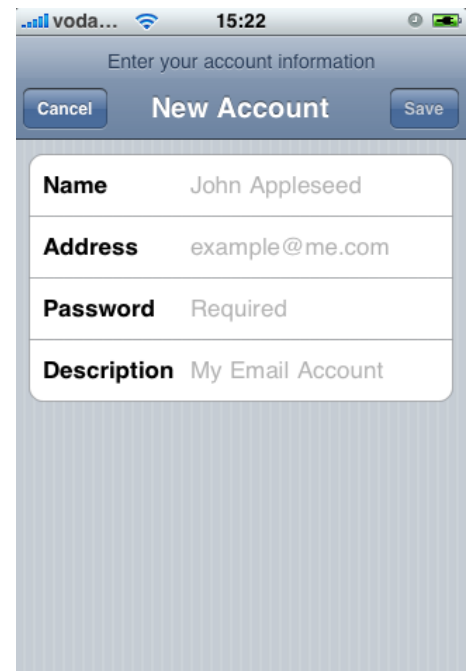 voda... 15:22
Enter your account information
Cancel New Account Save
Name John Appleseed
Address example@me.com
Password Required
Description My Email Account